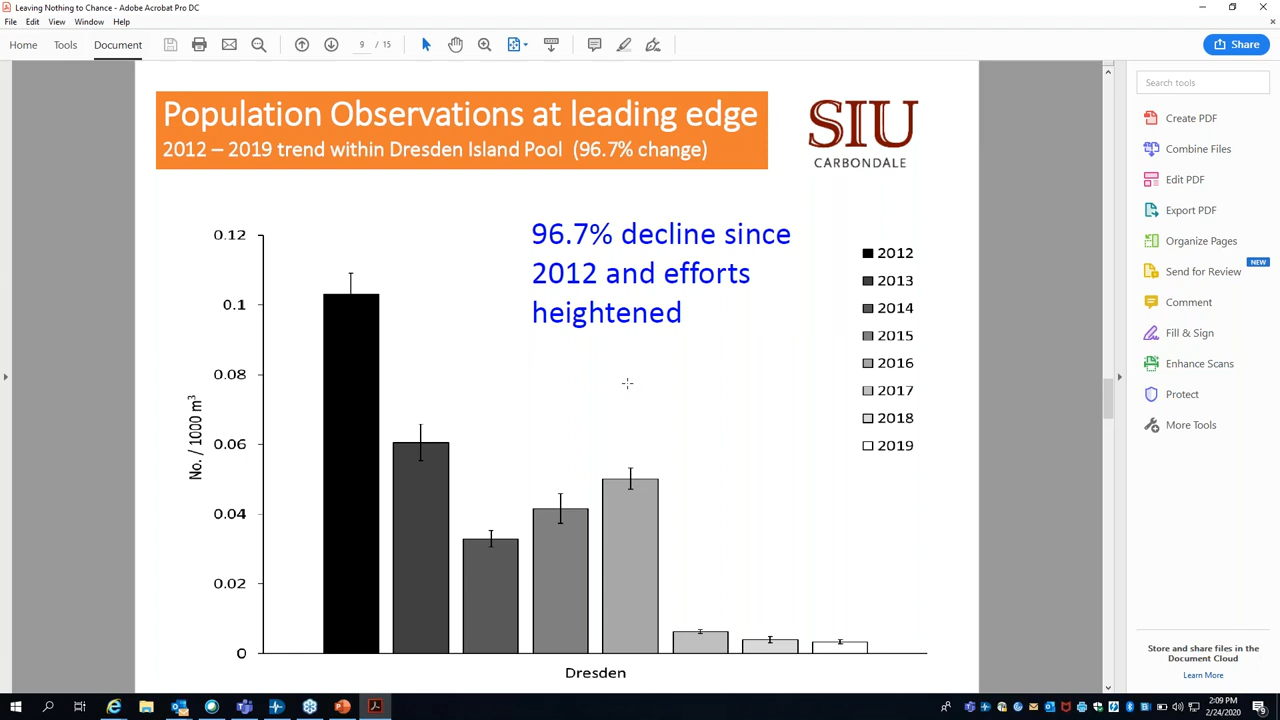 Leaving Nothing to Chance - Adobe Acrobat Pro DC
File Edit View Window Help
Home Tools Document
9 / 15
Share
Population Observations at leading edge
2012 – 2019 trend within Dresden Island Pool (96.7% change)
SIU
CARBONDALE
96.7% decline since
2012 and efforts
heightened
0.12
0.1
0.08
0.06
0.04
0.02
0
No. / 1000 m³
Dresden
2012
2013
2014
2015
2016
2017
2018
2019
Search tools
Create PDF
Combine Files
Edit PDF
Export PDF
Organize Pages
Send for Review
NEW
Comment
Fill & Sign
Enhance Scans
Protect
More Tools
Store and share files in the
Document Cloud
Learn More
2:09 PM
2/24/2020